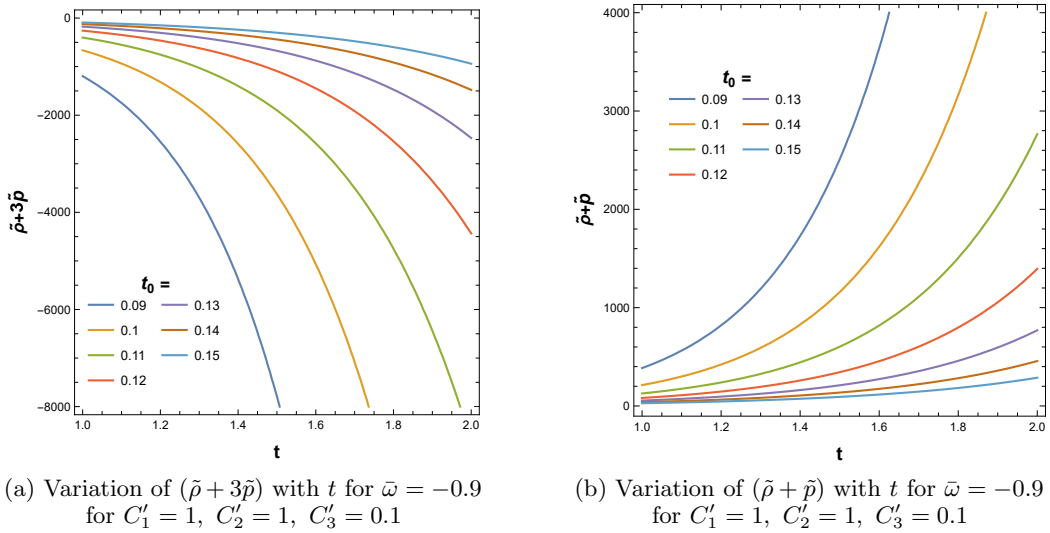 0
−2000
−4000
−6000
−8000
ρ̃+3p̃
t₀ =
0.09 0.13
0.1 0.14
0.11 0.15
0.12
1.0 1.2 1.4 1.6 1.8 2.0
t
(a) Variation of (ρ̃ + 3p̃) with t for ω̄ = −0.9
for C′₁ = 1, C′₂ = 1, C′₃ = 0.1
4000
3000
2000
1000
0
ρ̃+p̃
t₀ =
0.09 0.13
0.1 0.14
0.11 0.15
0.12
1.0 1.2 1.4 1.6 1.8 2.0
t
(b) Variation of (ρ̃ + p̃) with t for ω̄ = −0.9
for C′₁ = 1, C′₂ = 1, C′₃ = 0.1